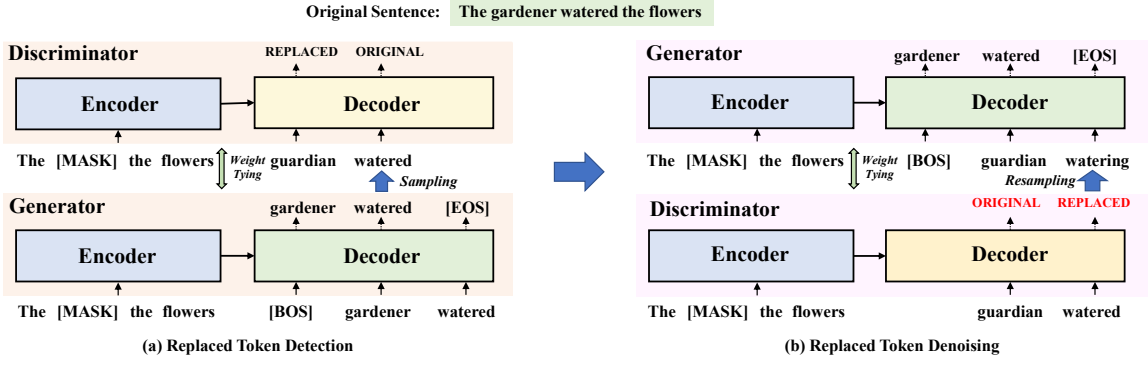 Original Sentence: The gardener watered the flowers
Discriminator
REPLACED ORIGINAL
Encoder
Decoder
The [MASK] the flowers
Weight
Tying
guardian watered
Sampling
Generator
gardener watered [EOS]
Encoder
Decoder
The [MASK] the flowers
[BOS] gardener watered
(a) Replaced Token Detection
Generator
gardener watered [EOS]
Encoder
Decoder
The [MASK] the flowers
Weight
Tying
[BOS] guardian watering
Resampling
Discriminator
ORIGINAL REPLACED
Encoder
Decoder
The [MASK] the flowers
guardian watered
(b) Replaced Token Denoising